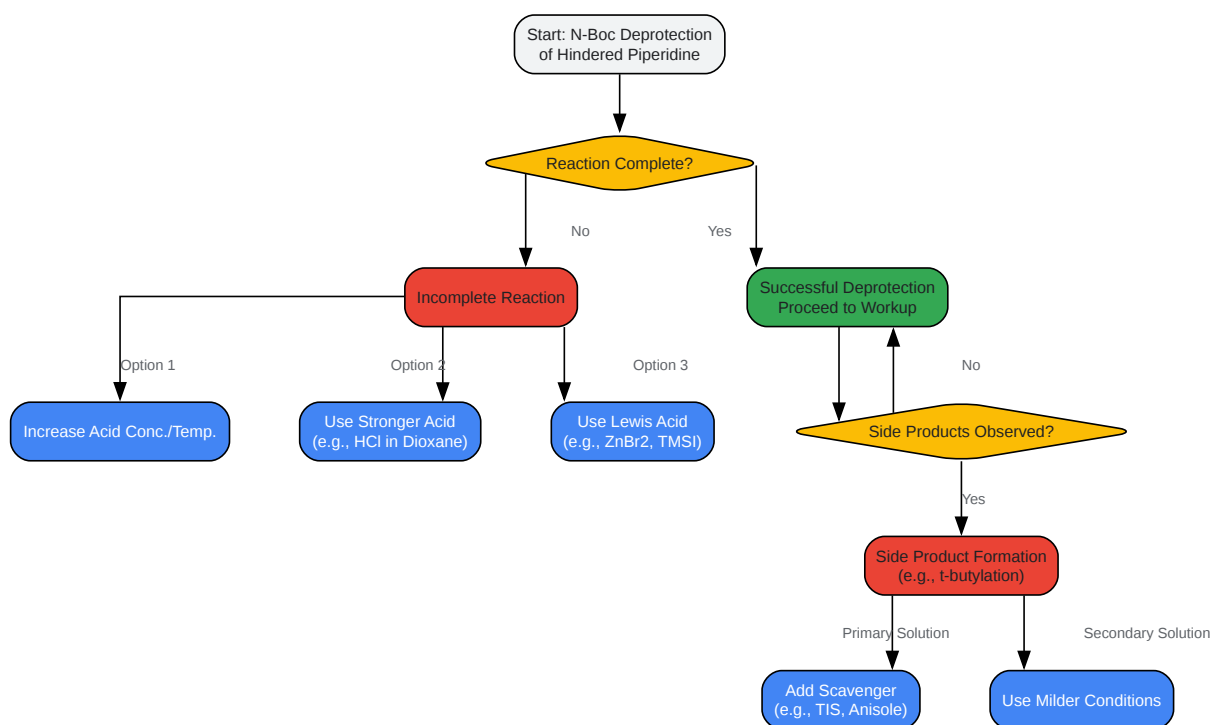 Start: N-Boc Deprotection
of Hindered Piperidine
Reaction Complete?
No
Yes
Incomplete Reaction
Successful Deprotection
Proceed to Workup
Option 1
Option 2
Option 3
No
Increase Acid Conc./Temp.
Use Stronger Acid
(e.g., HCl in Dioxane)
Use Lewis Acid
(e.g., ZnBr2, TMSI)
Side Products Observed?
Yes
Side Product Formation
(e.g., t-butylation)
Primary Solution
Secondary Solution
Add Scavenger
(e.g., TIS, Anisole)
Use Milder Conditions